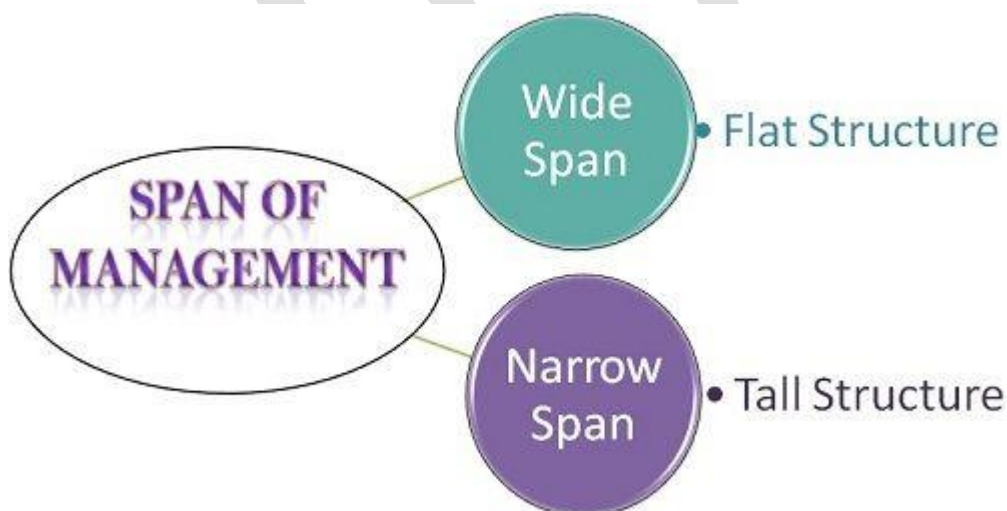 SPAN OF
MANAGEMENT
Wide
Span
• Flat Structure
Narrow
Span
• Tall Structure